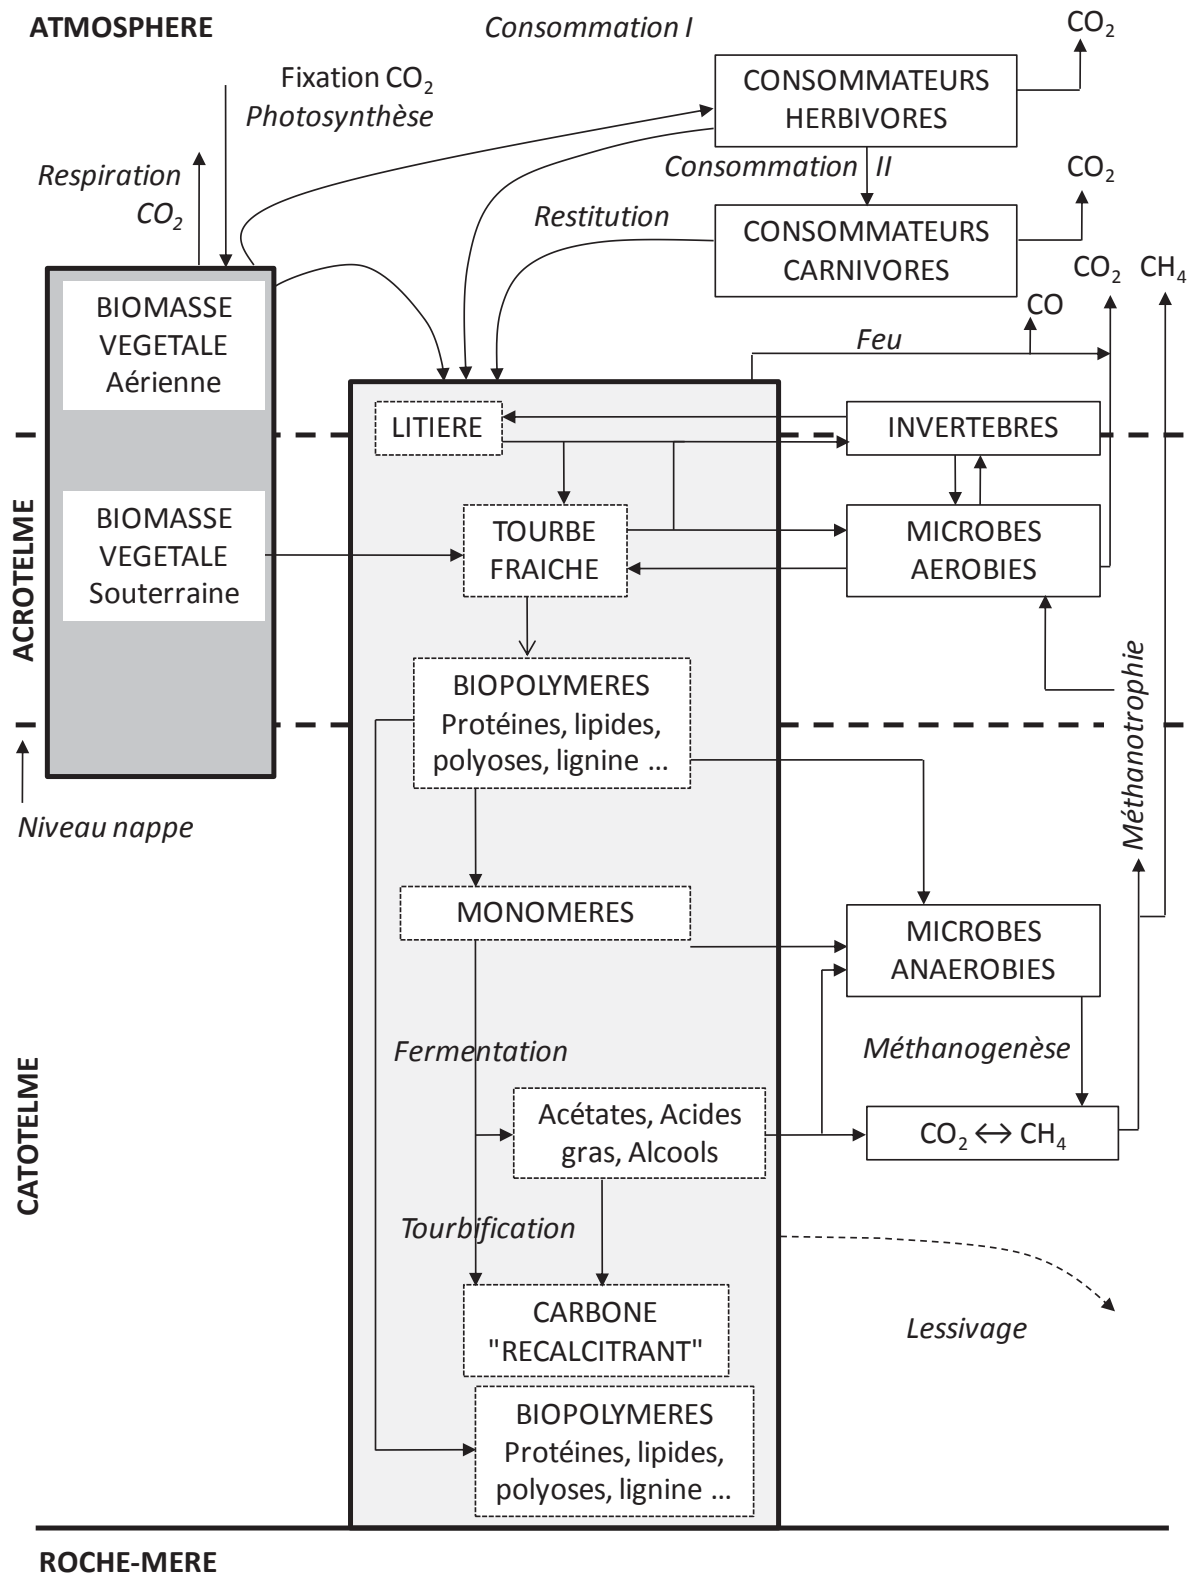 ATMOSPHERE
Consommation I
CO₂
Fixation CO₂
Photosynthèse
CONSOMMATEURS
HERBIVORES
Respiration
CO₂
Consommation II
CO₂
Restitution
CONSOMMATEURS
CARNIVORES
CO₂
CH₄
CO
Feu
BIOMASSE
VEGETALE
Aérienne
LITIERE
INVERTEBRES
ACROTELME
BIOMASSE
VEGETALE
Souterraine
TOURBE
FRAICHE
MICROBES
AEROBIES
BIOPOLYMERES
Protéines, lipides,
polyoses, lignine ...
Méthanotrophie
Niveau nappe
MONOMERES
MICROBES
ANAEROBIES
CATOTELME
Fermentation
Méthanogenèse
Acétates, Acides
gras, Alcools
CO₂ ↔ CH₄
Tourbification
CARBONE
"RECALCITRANT"
Lessivage
BIOPOLYMERES
Protéines, lipides,
polyoses, lignine ...
ROCHE-MERE